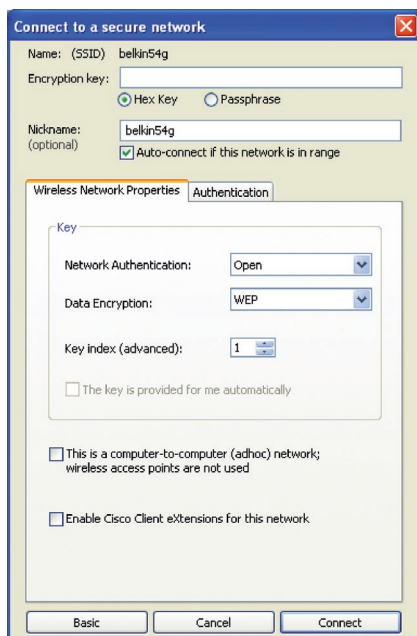 Connect to a secure network
Name: (SSID) belkin54g
Encryption key:
Hex Key Passphrase
Nickname: belkin54g
(optional)
Auto-connect if this network is in range
Wireless Network Properties Authentication
Key
Network Authentication: Open
Data Encryption: WEP
Key index (advanced): 1
The key is provided for me automatically
This is a computer-to-computer (adhoc) network;
wireless access points are not used
Enable Cisco Client eXtensions for this network
Basic Cancel Connect